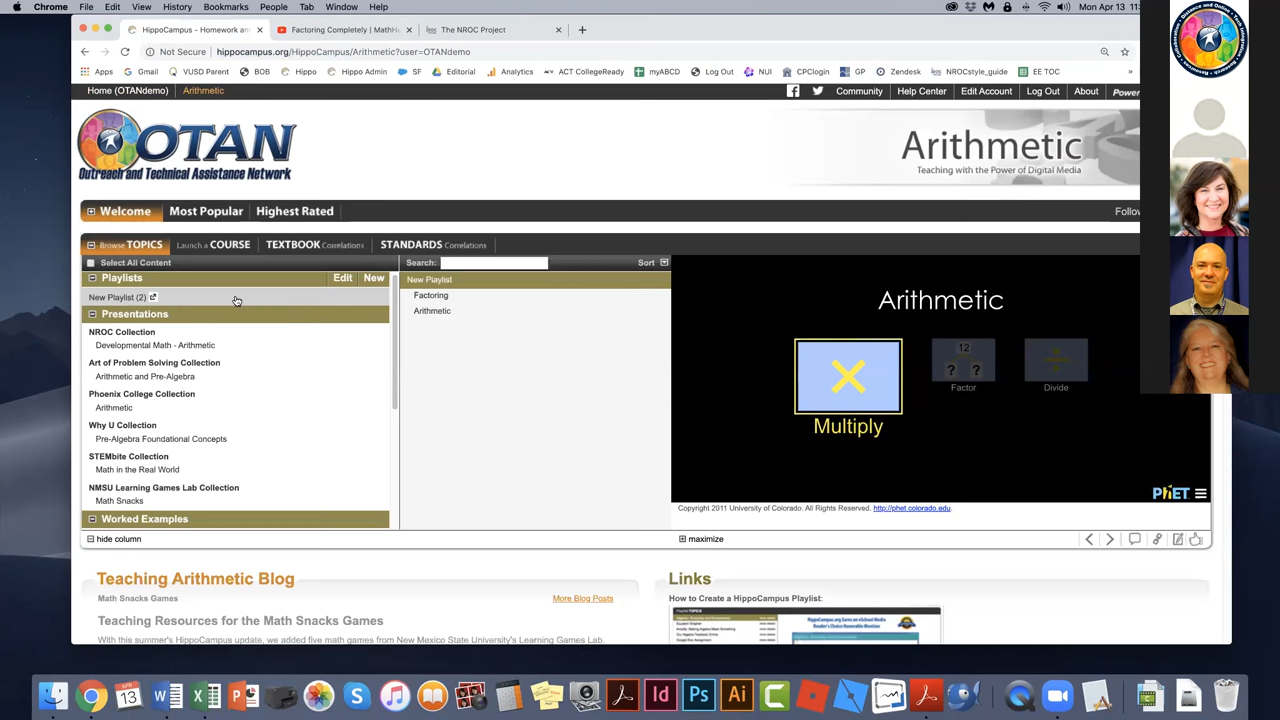 Chrome File Edit View History Bookmarks People Tab Window Help
Mon Apr 13
HippoCampus - Homework an
Factoring Completely | MathH
The NROC Project
Not Secure | hippocampus.org/HippoCampus/Arithmetic?user=OTANdemo
Apps Gmail VUSD Parent BOB Hippo Hippo Admin SF Editorial Analytics ACT CollegeReady myABCD Log Out NUI CPClogin GP Zendesk NROCstyle_guide EE TOC »
Home (OTANdemo) Arithmetic
Community Help Center Edit Account Log Out About Power
OTAN
Outreach and Technical Assistance Network
Arithmetic
Teaching with the Power of Digital Media
Welcome Most Popular Highest Rated
Follo
Browse TOPICS Launch a COURSE TEXTBOOK Correlations STANDARDS Correlations
Select All Content
Search:
Sort
Playlists Edit New
New Playlist (2)
Presentations
NROC Collection
Developmental Math - Arithmetic
Art of Problem Solving Collection
Arithmetic and Pre-Algebra
Phoenix College Collection
Arithmetic
Why U Collection
Pre-Algebra Foundational Concepts
STEMbite Collection
Math in the Real World
NMSU Learning Games Lab Collection
Math Snacks
Worked Examples
hide column
New Playlist
Factoring
Arithmetic
Arithmetic
×
Multiply
12
? ?
Factor
÷
Divide
PhET
Copyright 2011 University of Colorado. All Rights Reserved. http://phet.colorado.edu.
maximize
Teaching Arithmetic Blog
Math Snacks Games
More Blog Posts
Teaching Resources for the Math Snacks Games
With this summer's HippoCampus update, we added five math games from New Mexico State University's Learning Games Lab.
Links
How to Create a HippoCampus Playlist: